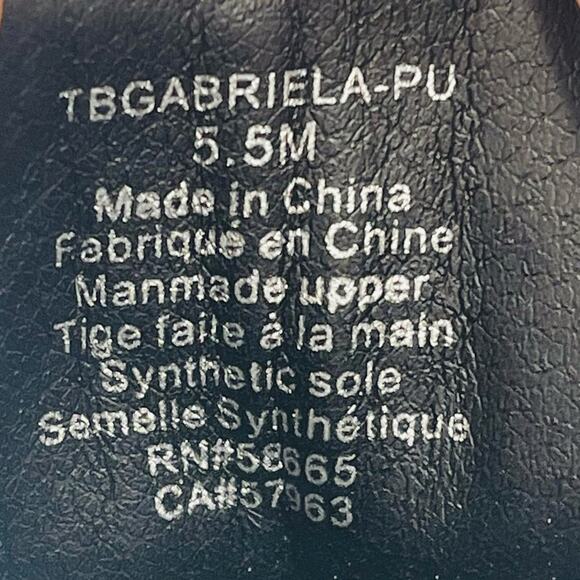 TBGABRIELA-PU
5.5M
Made in China
Fabriqué en Chine
Manmade upper
Tige faite à la main
Synthetic sole
Semelle Synthétique
RN#58665
CA#57963